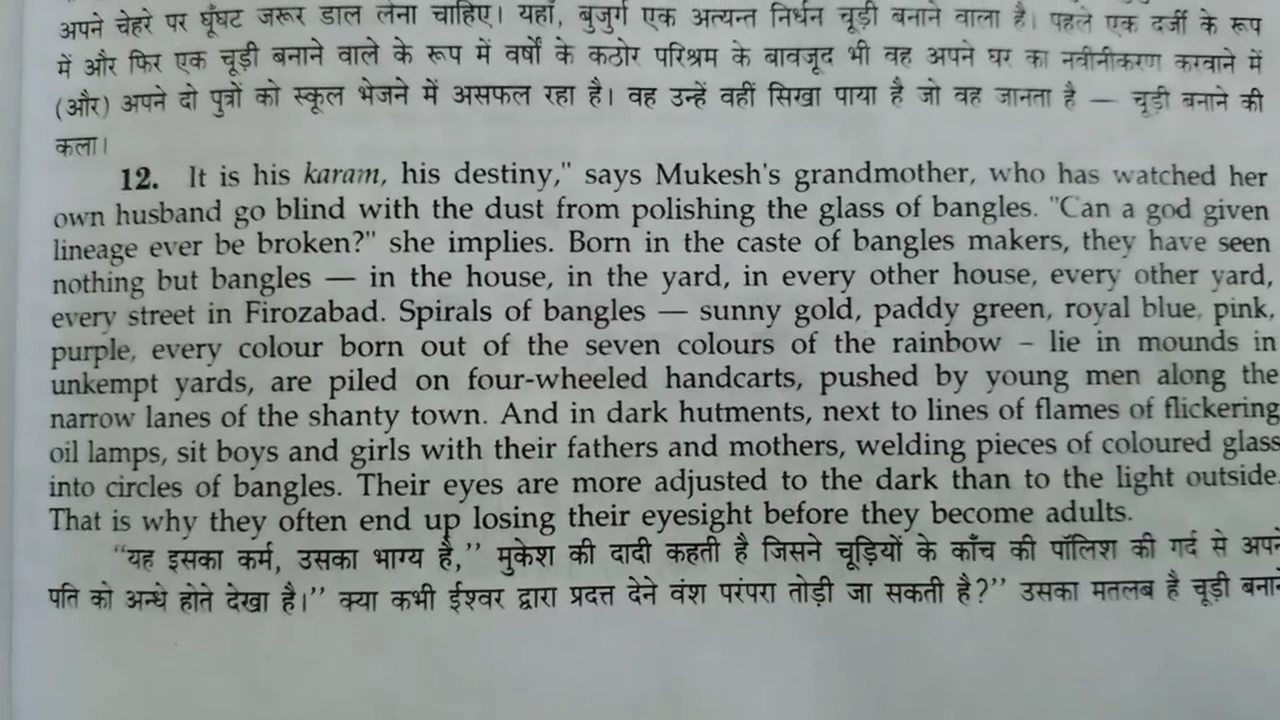 अपने चेहरे पर घूँघट जरूर डाल लेना चाहिए। यहाँ, बुजुर्ग एक अत्यन्त निर्धन चूड़ी बनाने वाला है। पहले एक दर्जी के रूप
में और फिर एक चूड़ी बनाने वाले के रूप में वर्षों के कठोर परिश्रम के बावजूद भी वह अपने घर का नवीनीकरण करवाने में
(और) अपने दो पुत्रों को स्कूल भेजने में असफल रहा है। वह उन्हें वहीं सिखा पाया है जो वह जानता है — चूड़ी बनाने की
कला।
12. It is his karam, his destiny," says Mukesh's grandmother, who has watched her
own husband go blind with the dust from polishing the glass of bangles. "Can a god given
lineage ever be broken?" she implies. Born in the caste of bangles makers, they have seen
nothing but bangles — in the house, in the yard, in every other house, every other yard,
every street in Firozabad. Spirals of bangles — sunny gold, paddy green, royal blue, pink,
purple, every colour born out of the seven colours of the rainbow – lie in mounds in
unkempt yards, are piled on four-wheeled handcarts, pushed by young men along the
narrow lanes of the shanty town. And in dark hutments, next to lines of flames of flickering
oil lamps, sit boys and girls with their fathers and mothers, welding pieces of coloured glass
into circles of bangles. Their eyes are more adjusted to the dark than to the light outside.
That is why they often end up losing their eyesight before they become adults.
“यह इसका कर्म, उसका भाग्य है,” मुकेश की दादी कहती है जिसने चूड़ियों के काँच की पॉलिश की गर्द से अपने
पति को अन्धे होते देखा है।” क्या कभी ईश्वर द्वारा प्रदत्त देने वंश परंपरा तोड़ी जा सकती है?” उसका मतलब है चूड़ी बनाने